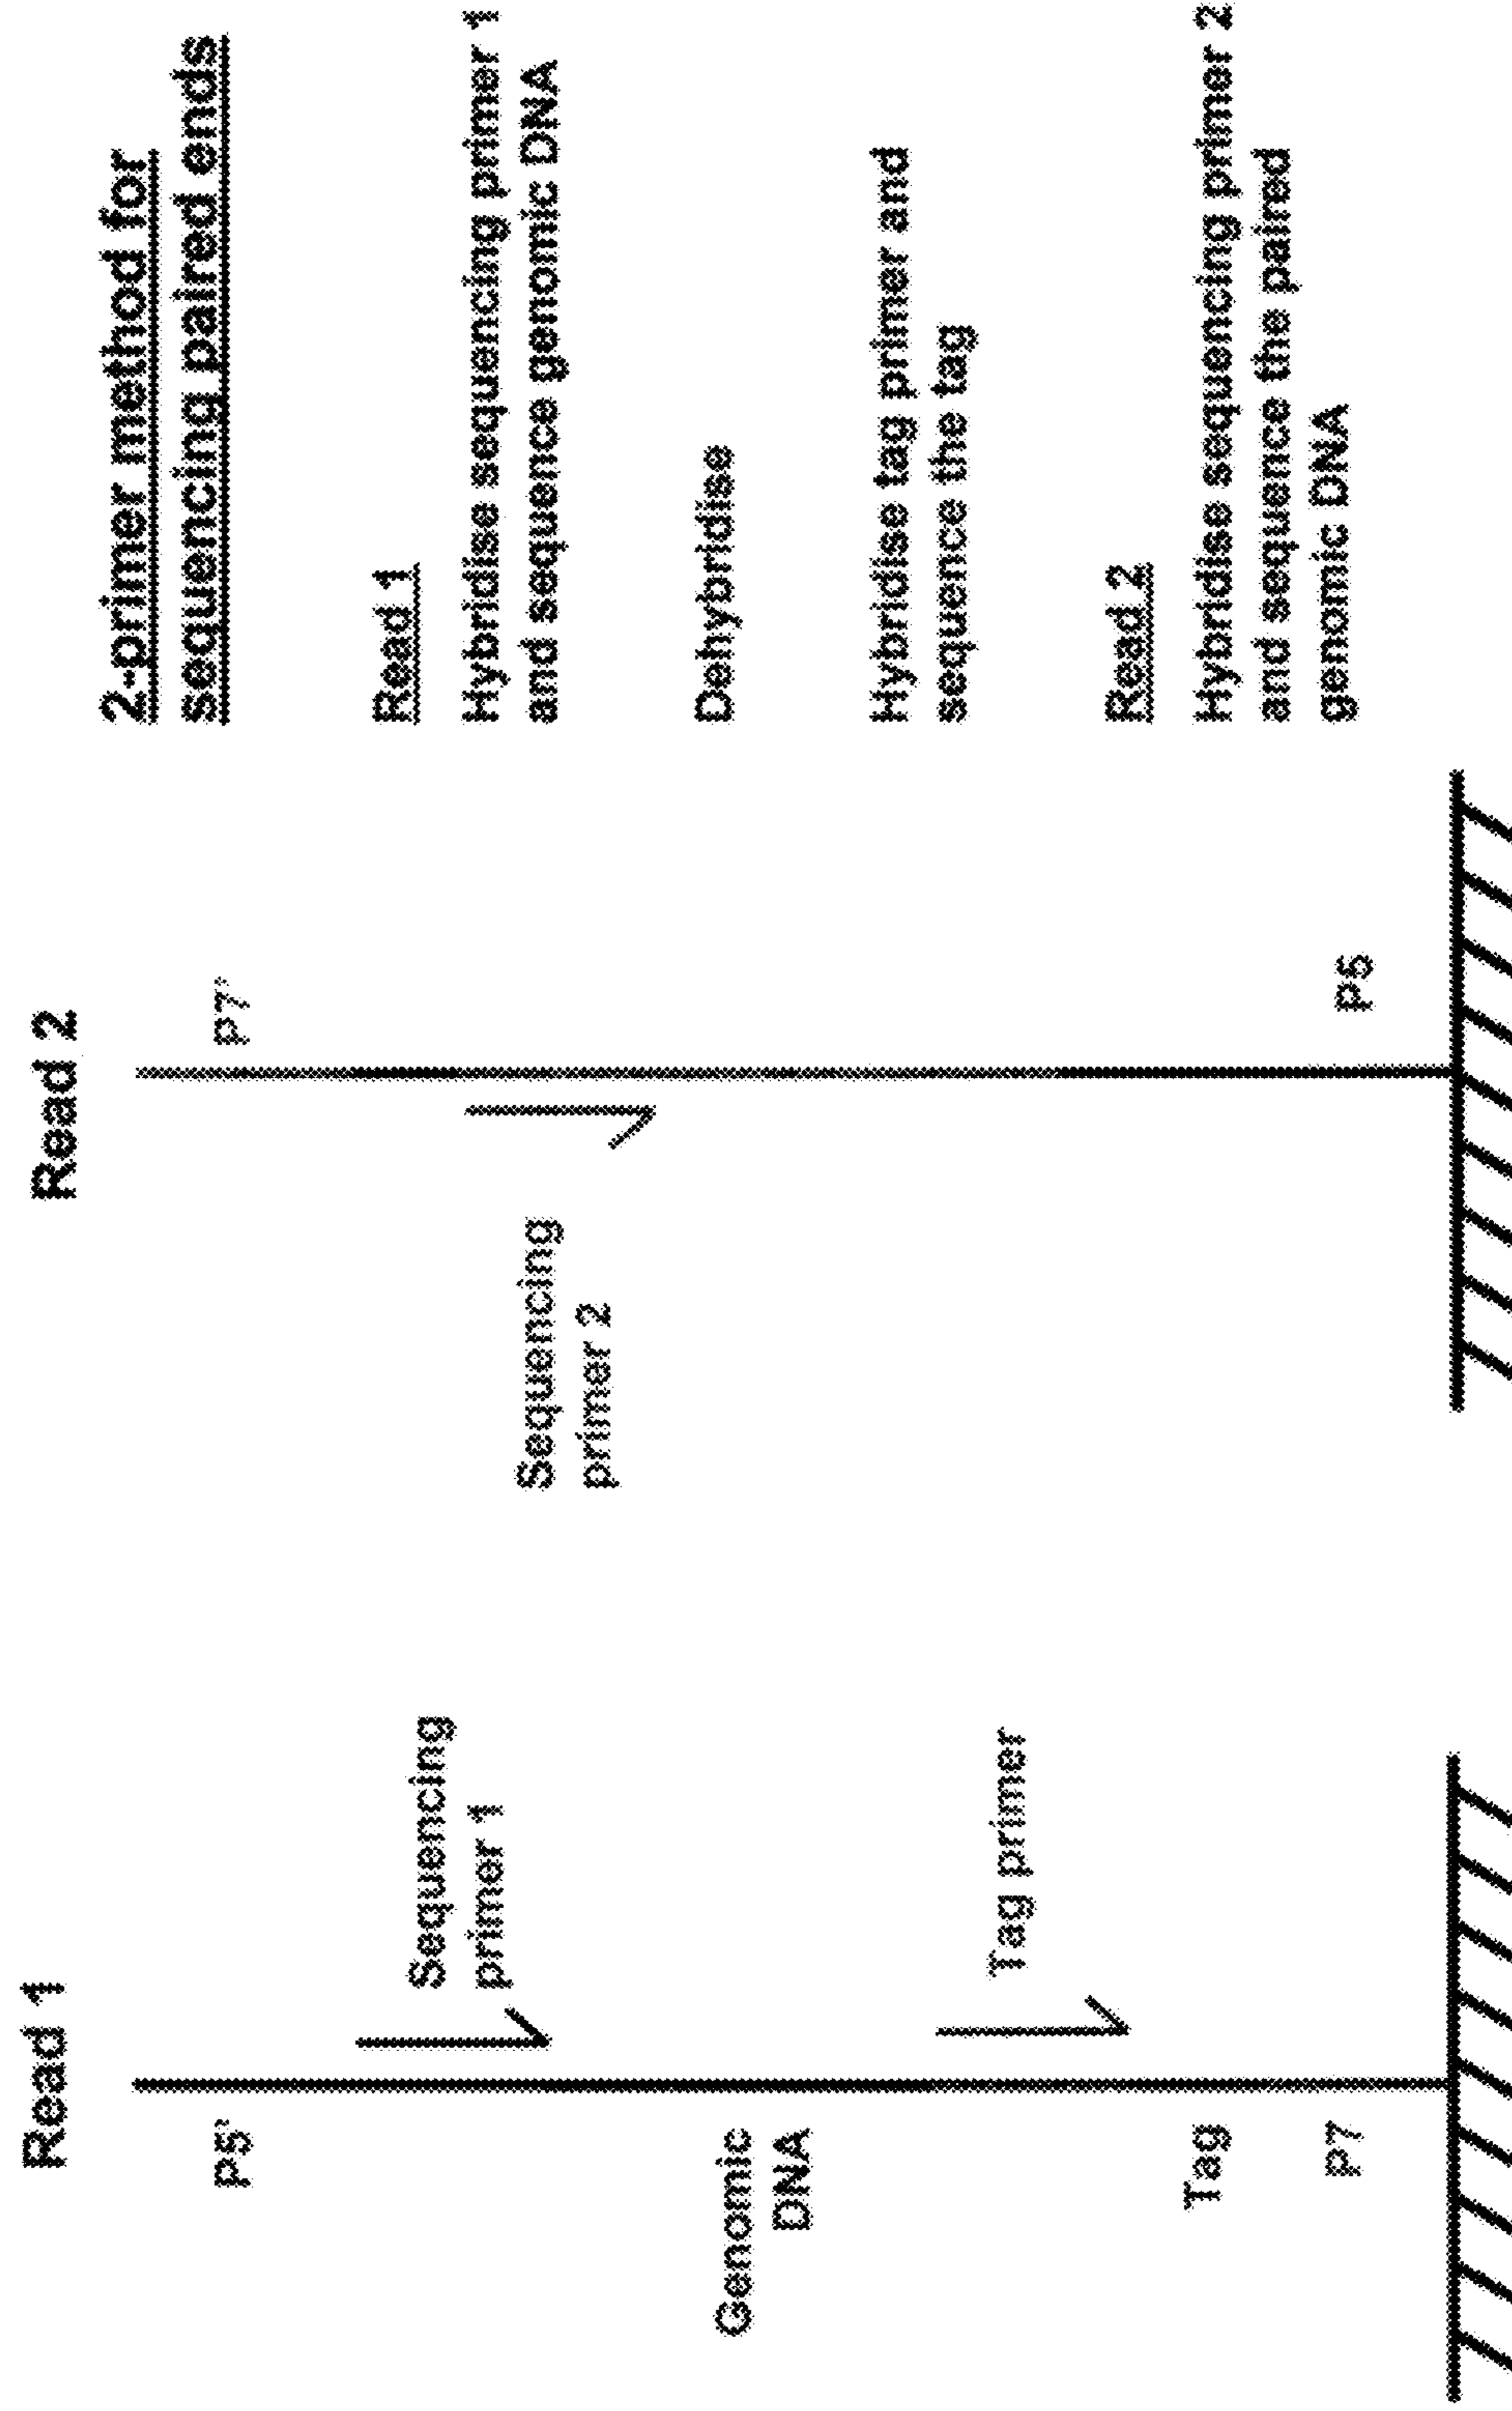 Read 1
P5'
Sequencing
primer 1
Genomic
DNA
Tag primer
Tag
P7
Read 2
P7'
Sequencing
primer 2
P5
2-primer method for
sequencing paired ends
Read 1
Hybridise sequencing primer 1
and sequence genomic DNA
Dehybridise
Hybridise tag primer and
sequence the tag
Read 2
Hybridise sequencing primer 2
and sequence the paired
genomic DNA